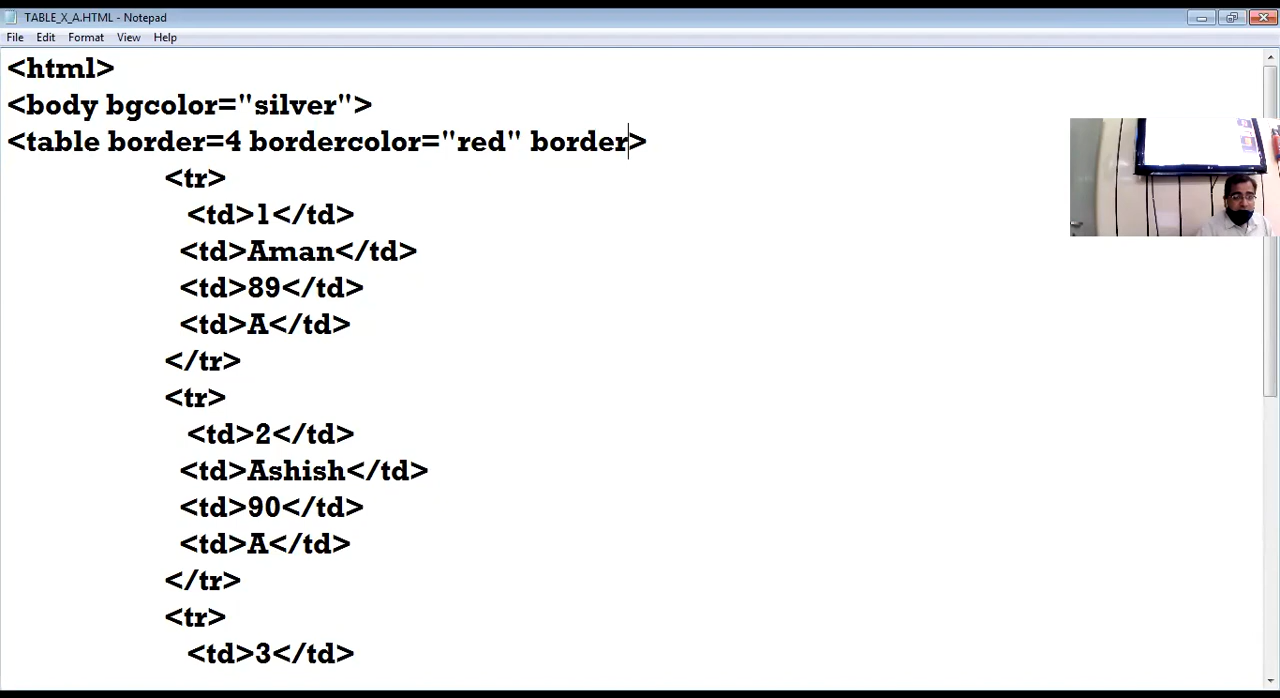 TABLE_X_A.HTML - Notepad
File Edit Format View Help
<html>
<body bgcolor="silver">
<table border=4 bordercolor="red" border>
<tr>
<td>1</td>
<td>Aman</td>
<td>89</td>
<td>A</td>
</tr>
<tr>
<td>2</td>
<td>Ashish</td>
<td>90</td>
<td>A</td>
</tr>
<tr>
<td>3</td>